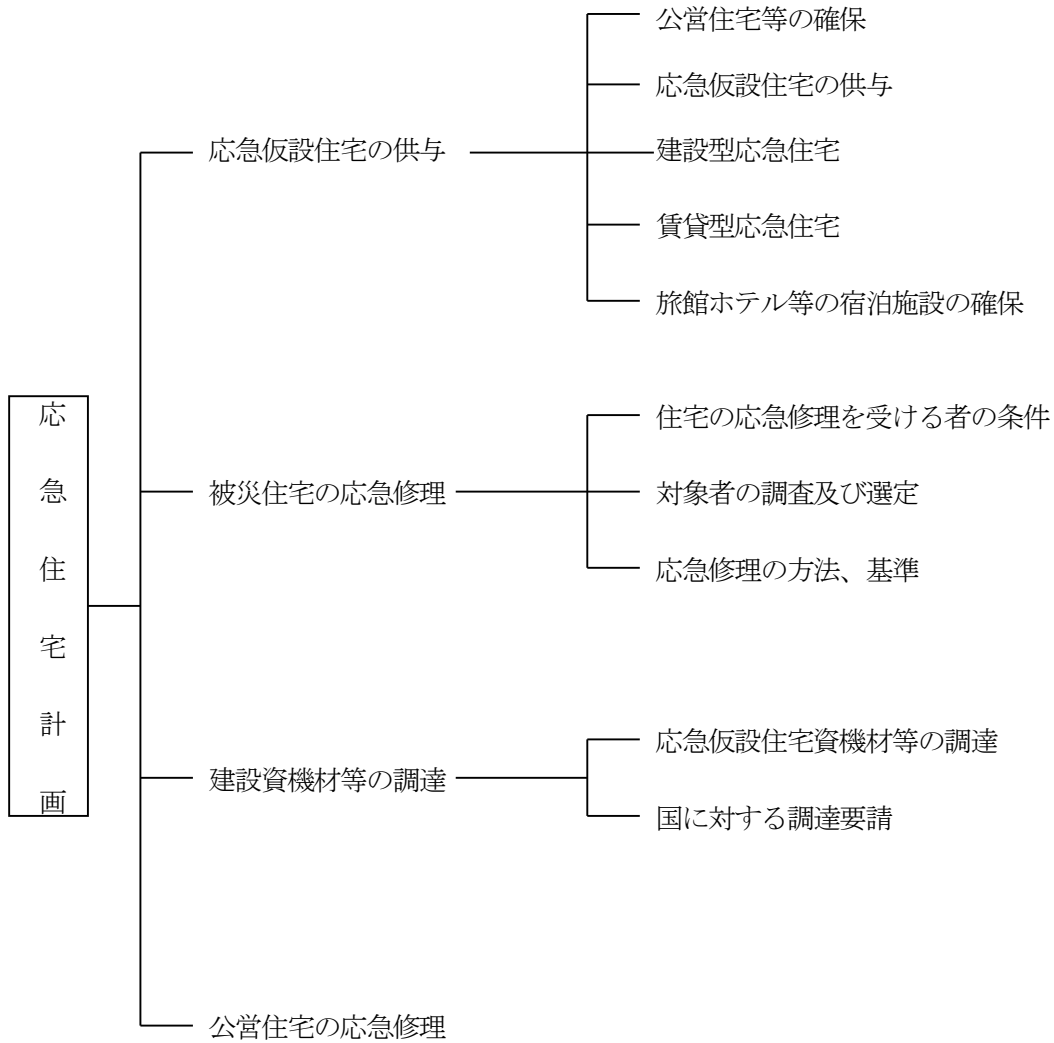 応急住宅計画
応急仮設住宅の供与
公営住宅等の確保
応急仮設住宅の供与
建設型応急住宅
賃貸型応急住宅
旅館ホテル等の宿泊施設の確保
被災住宅の応急修理
住宅の応急修理を受ける者の条件
対象者の調査及び選定
応急修理の方法、基準
建設資機材等の調達
応急仮設住宅資機材等の調達
国に対する調達要請
公営住宅の応急修理